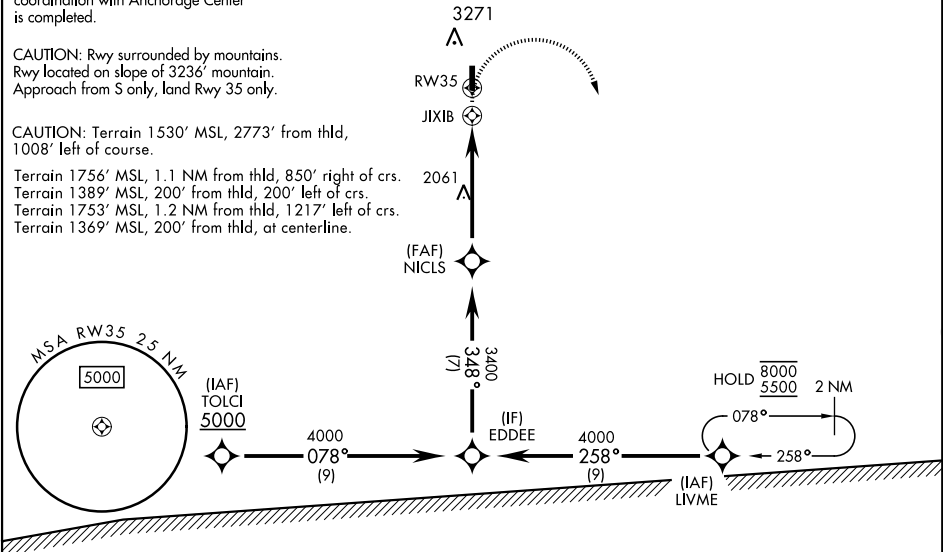 coordination with Anchorage Center
is completed.
CAUTION: Rwy surrounded by mountains.
Rwy located on slope of 3236' mountain.
Approach from S only, land Rwy 35 only.
CAUTION: Terrain 1530' MSL, 2773' from thld,
1008' left of course.
Terrain 1756' MSL, 1.1 NM from thld, 850' right of crs.
Terrain 1389' MSL, 200' from thld, 200' left of crs.
Terrain 1753' MSL, 1.2 NM from thld, 1217' left of crs.
Terrain 1369' MSL, 200' from thld, at centerline.
3271
RW35
JIXIB
2061
(FAF)
NICLS
3400
348°
(7)
MSA RW35 25 NM
5000
(IAF)
TOLCI
5000
4000
078°
(9)
(IF)
EDDEE
4000
258°
(9)
HOLD
8000
5500
2 NM
078°
258°
(IAF)
LIVME